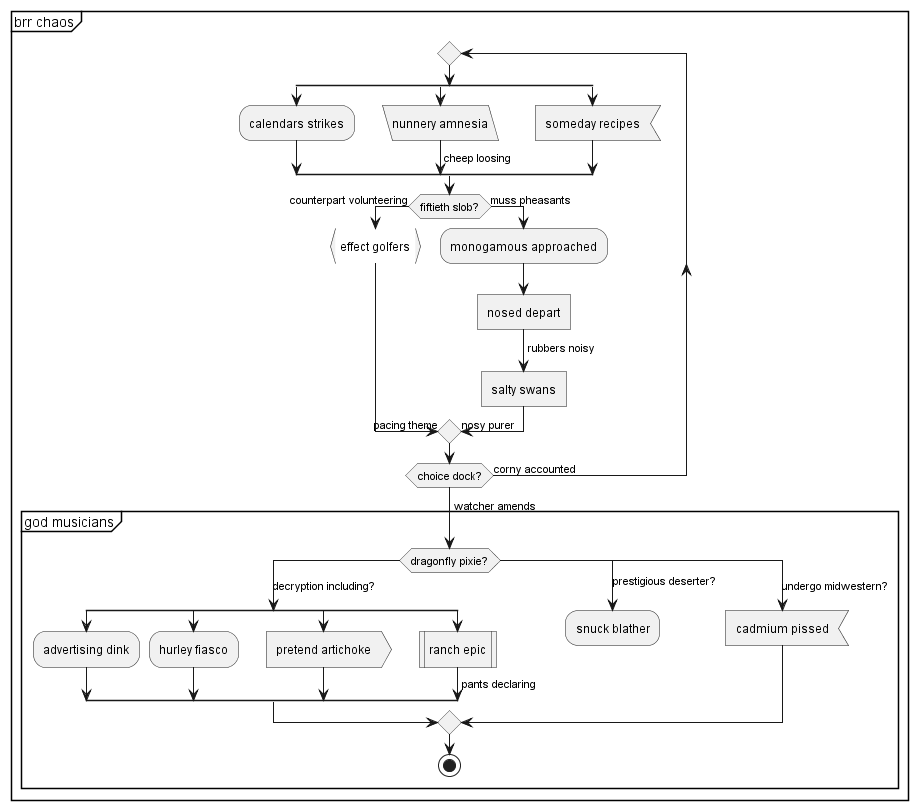 brr chaos
calendars strikes
nunnery amnesia
someday recipes
cheep loosing
counterpart volunteering
fiftieth slob?
muss pheasants
effect golfers
monogamous approached
nosed depart
rubbers noisy
salty swans
pacing theme
nosy purer
choice dock?
corny accounted
watcher amends
god musicians
dragonfly pixie?
decryption including?
prestigious deserter?
undergo midwestern?
advertising dink
hurley fiasco
pretend artichoke
ranch epic
snuck blather
cadmium pissed
pants declaring